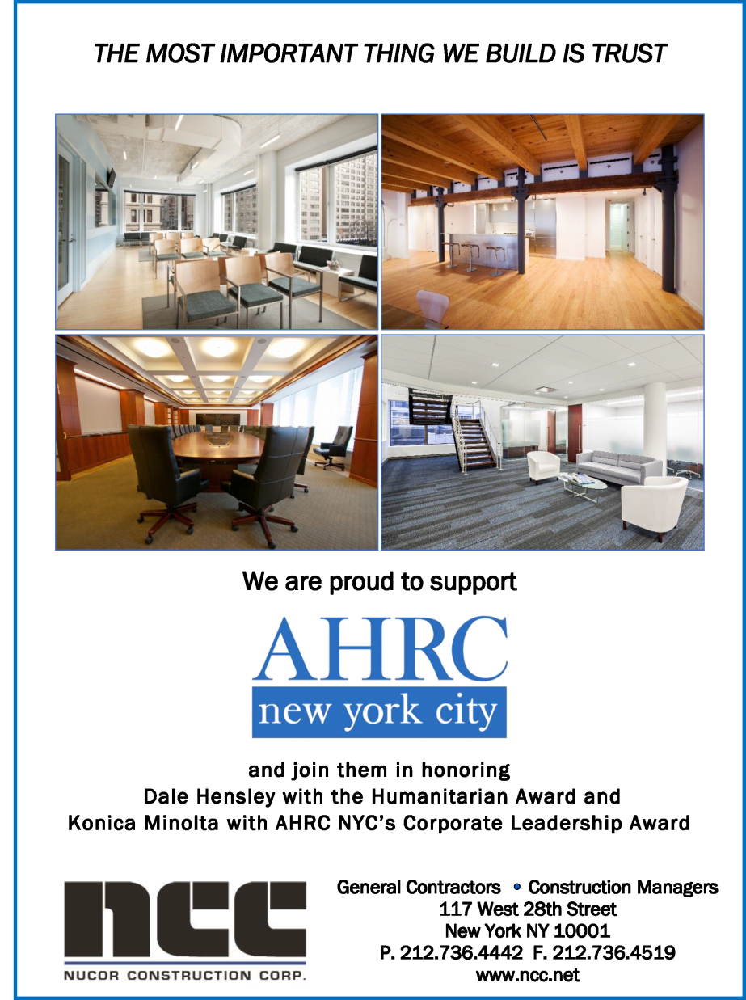 THE MOST IMPORTANT THING WE BUILD IS TRUST
We are proud to support
AHRC
new york city
and join them in honoring
Dale Hensley with the Humanitarian Award and
Konica Minolta with AHRC NYC's Corporate Leadership Award
ncc
NUCOR CONSTRUCTION CORP.
General Contractors • Construction Managers
117 West 28th Street
New York NY 10001
P. 212.736.4442 F. 212.736.4519
www.ncc.net